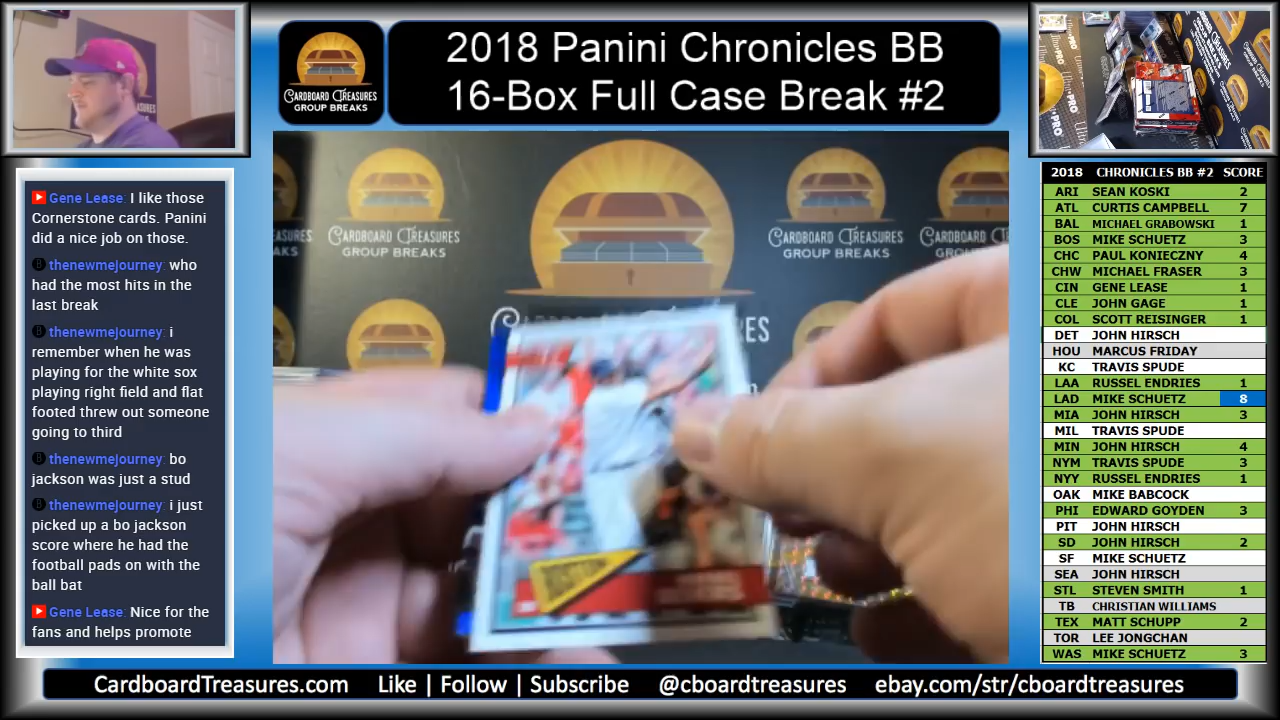 2018 Panini Chronicles BB
16-Box Full Case Break #2
CARDBOARD TREASURES
GROUP BREAKS
Gene Lease: I like those
Cornerstone cards. Panini
did a nice job on those.
thenewmejourney: who
had the most hits in the
last break
thenewmejourney: i
remember when he was
playing for the white sox
playing right field and flat
footed threw out someone
going to third
thenewmejourney: bo
jackson was just a stud
thenewmejourney: i just
picked up a bo jackson
score where he had the
football pads on with the
ball bat
Gene Lease: Nice for the
fans and helps promote
CARDBOARD TREASURES
GROUP BREAKS
CARDBOARD TREASURES
GROUP BREAKS
2018 CHRONICLES BB #2 SCORE
ARI SEAN KOSKI 2
ATL CURTIS CAMPBELL 7
BAL MICHAEL GRABOWSKI 1
BOS MIKE SCHUETZ 3
CHC PAUL KONIECZNY 4
CHW MICHAEL FRASER 3
CIN GENE LEASE 1
CLE JOHN GAGE 1
COL SCOTT REISINGER 1
DET JOHN HIRSCH
HOU MARCUS FRIDAY
KC TRAVIS SPUDE
LAA RUSSEL ENDRIES 1
LAD MIKE SCHUETZ 8
MIA JOHN HIRSCH 3
MIL TRAVIS SPUDE
MIN JOHN HIRSCH 4
NYM TRAVIS SPUDE 3
NYY RUSSEL ENDRIES 1
OAK MIKE BABCOCK
PHI EDWARD GOYDEN 3
PIT JOHN HIRSCH
SD JOHN HIRSCH 2
SF MIKE SCHUETZ
SEA JOHN HIRSCH
STL STEVEN SMITH 1
TB CHRISTIAN WILLIAMS
TEX MATT SCHUPP 2
TOR LEE JONGCHAN
WAS MIKE SCHUETZ 3
CardboardTreasures.com Like | Follow | Subscribe @cboardtreasures ebay.com/str/cboardtreasures